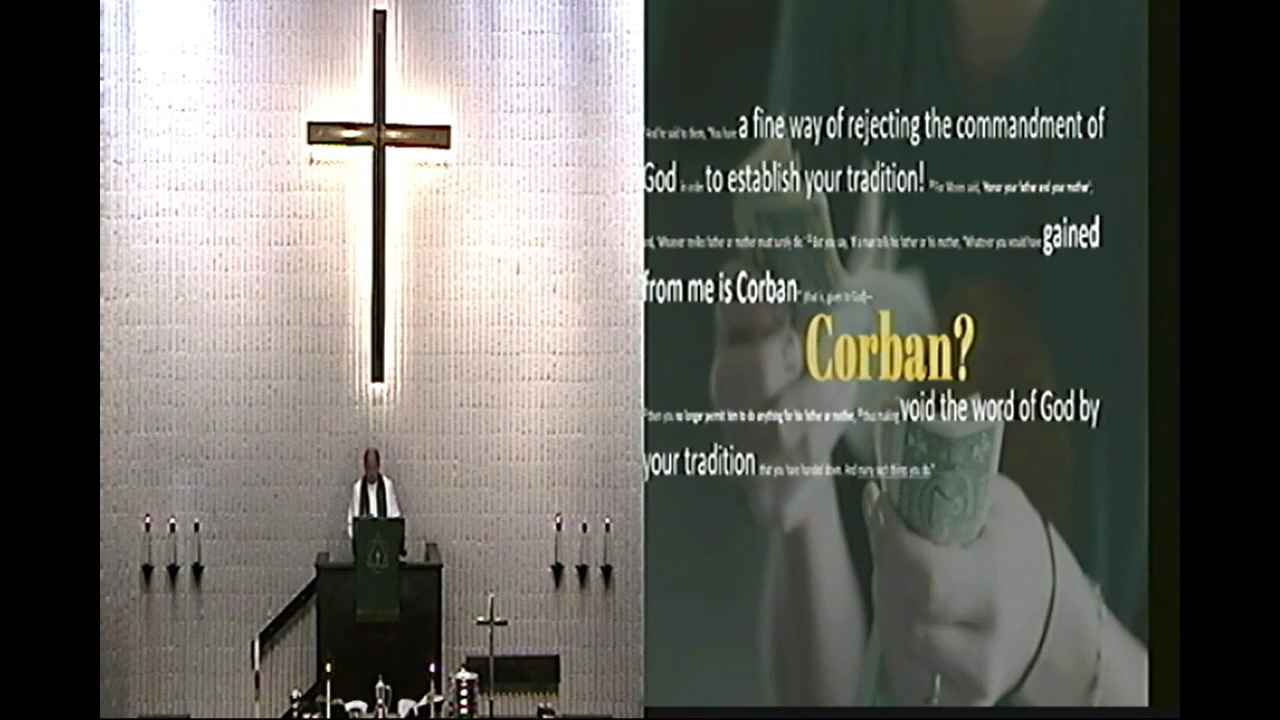 And he said to them, "You have a fine way of rejecting the commandment of
God in order to establish your tradition! For Moses said, 'Honor your father and your mother';
and, 'Whoever reviles father or mother must surely die.' But you say, 'If a man tells his father or his mother, "Whatever you would have gained
from me is Corban" (that is, given to God)—
Corban?
then you no longer permit him to do anything for his father or mother, thus making void the word of God by
your tradition that you have handed down. And many such things you do."